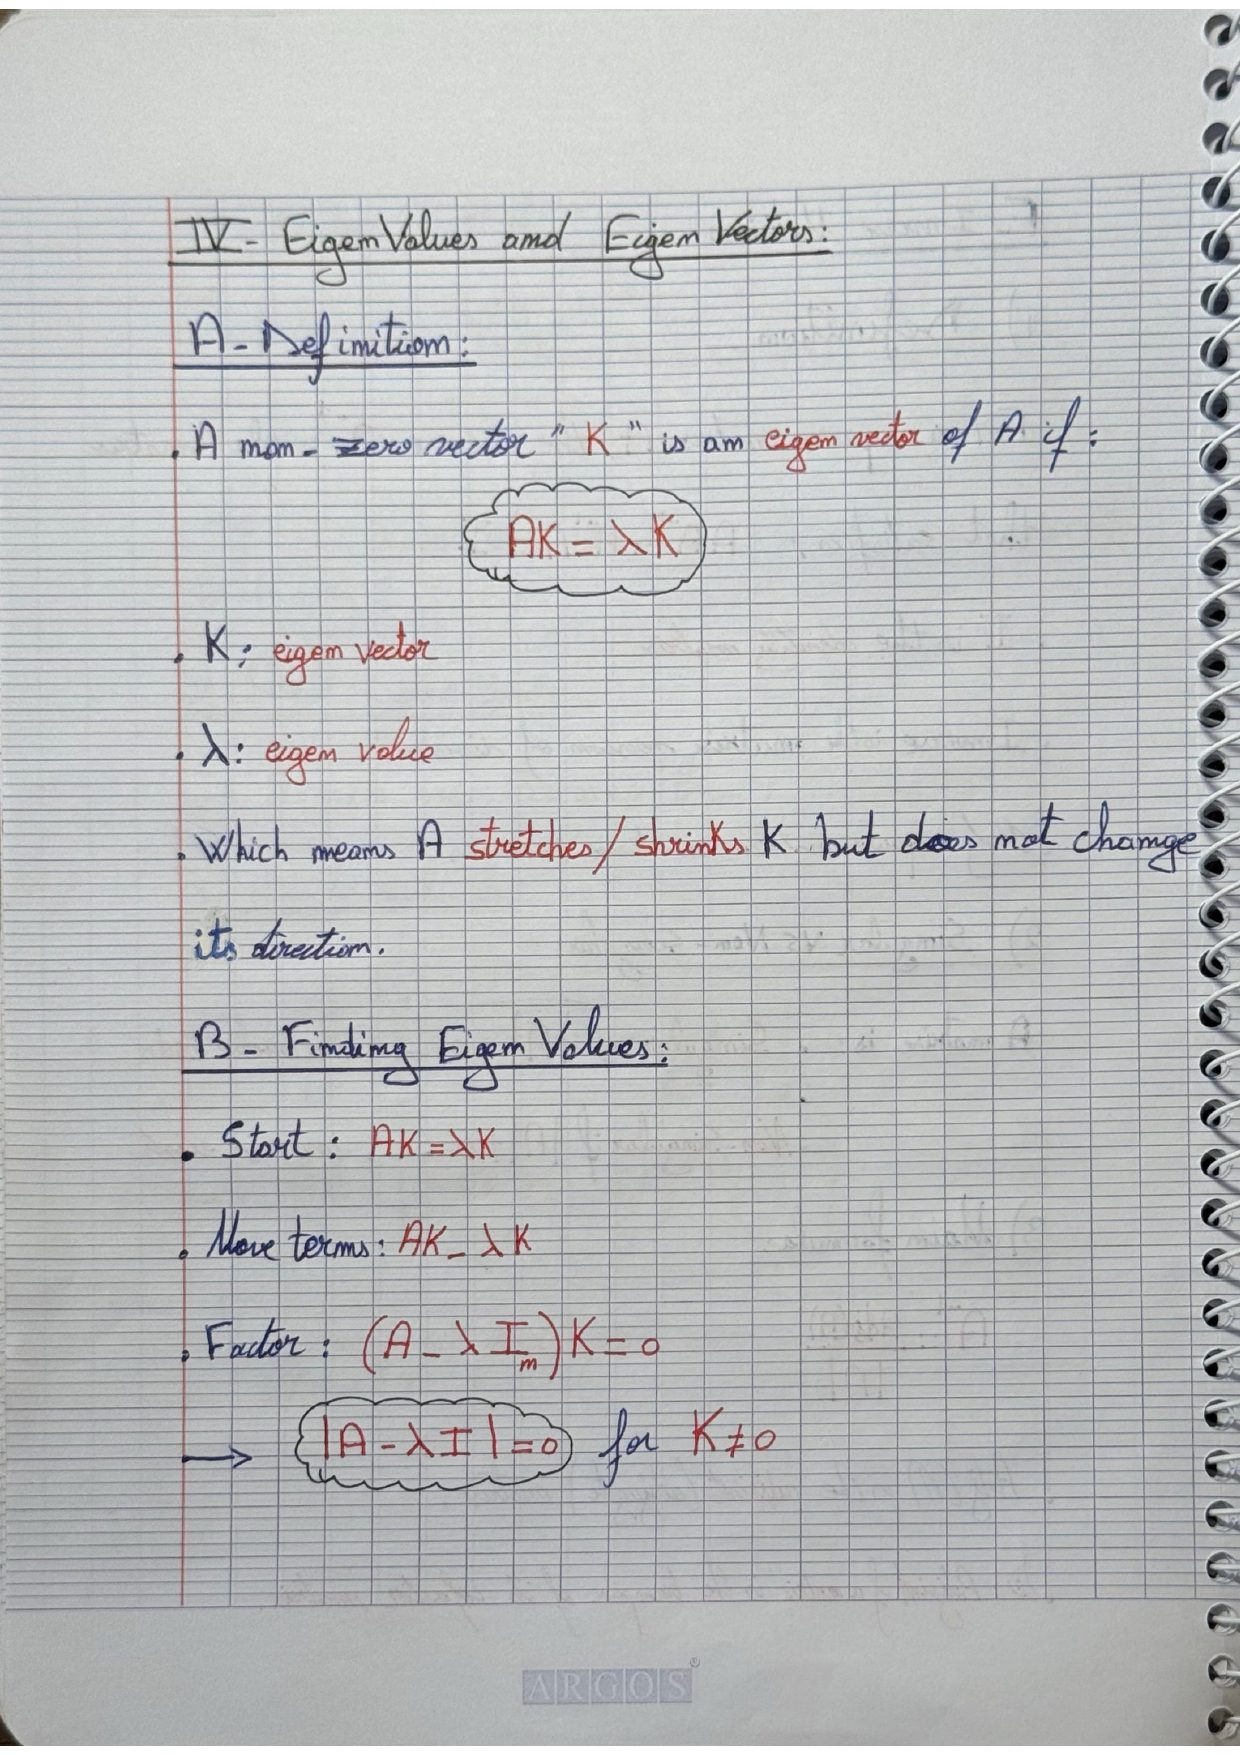 IV- Eigen Values and Eigen Vectors:
A- Definition:
. A non-zero vector "K" is an eigen vector of A if:
AK = λK
. K: eigen vector
. λ: eigen value
. Which means A stretches/shrinks K but does not change
its direction.
B- Finding Eigen Values:
. Start: AK = λK
. Move terms: AK - λK
. Factor: (A - λIₙ)K = 0
→ |A - λI| = 0 for K ≠ 0
ARGOS®